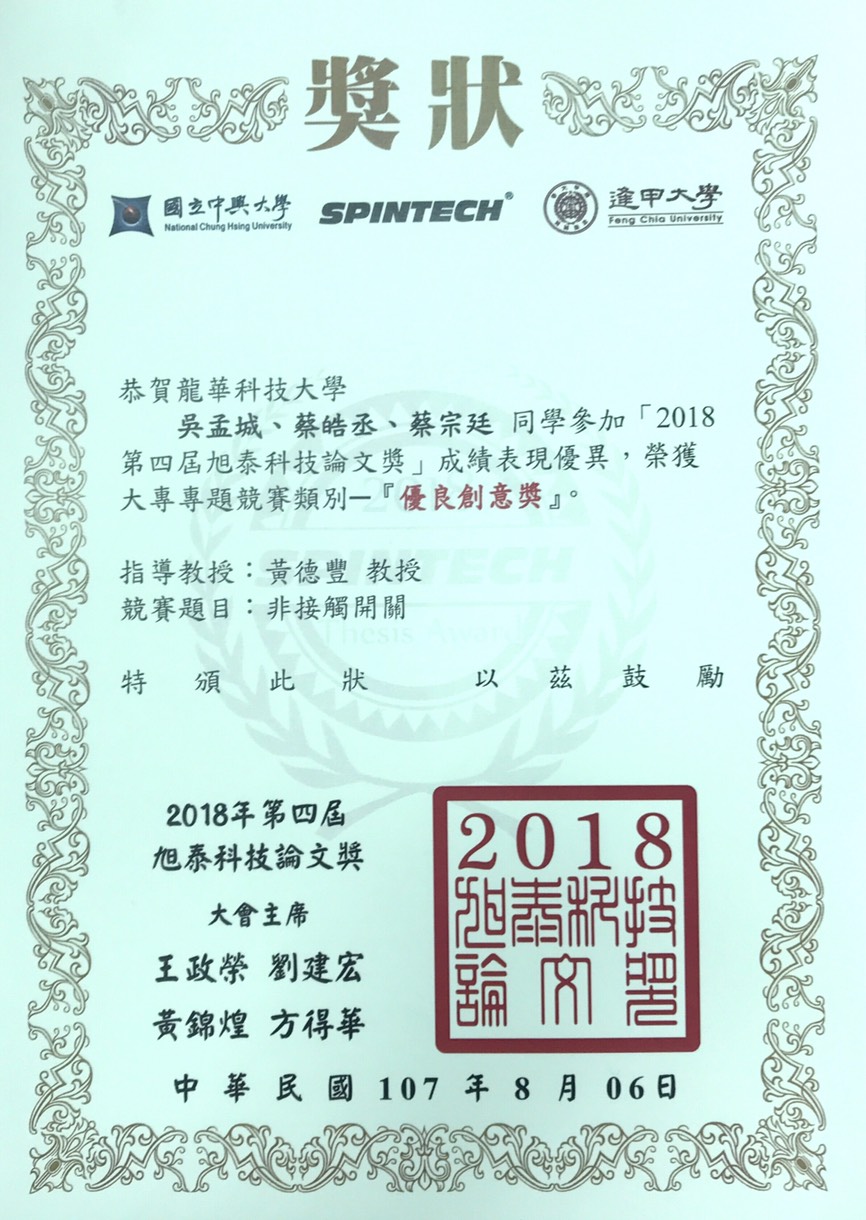 獎狀
國立中興大學
National Chung Hsing University
SPINTECH®
逢甲大學
Feng Chia University
恭賀龍華科技大學
吳孟城、蔡皓丞、蔡宗廷 同學參加「2018
第四屆旭泰科技論文獎」成績表現優異，榮獲
大專專題競賽類別─『優良創意獎』。
SPINTECH
Thesis Award
指導教授：黃德豐 教授
競賽題目：非接觸開關
特頒此狀 以茲鼓勵
2018年第四屆
旭泰科技論文獎
大會主席
王政榮 劉建宏
黃錦煌 方得華
2018
旭泰科技
論文獎
中華民國 107 年 8 月 06日